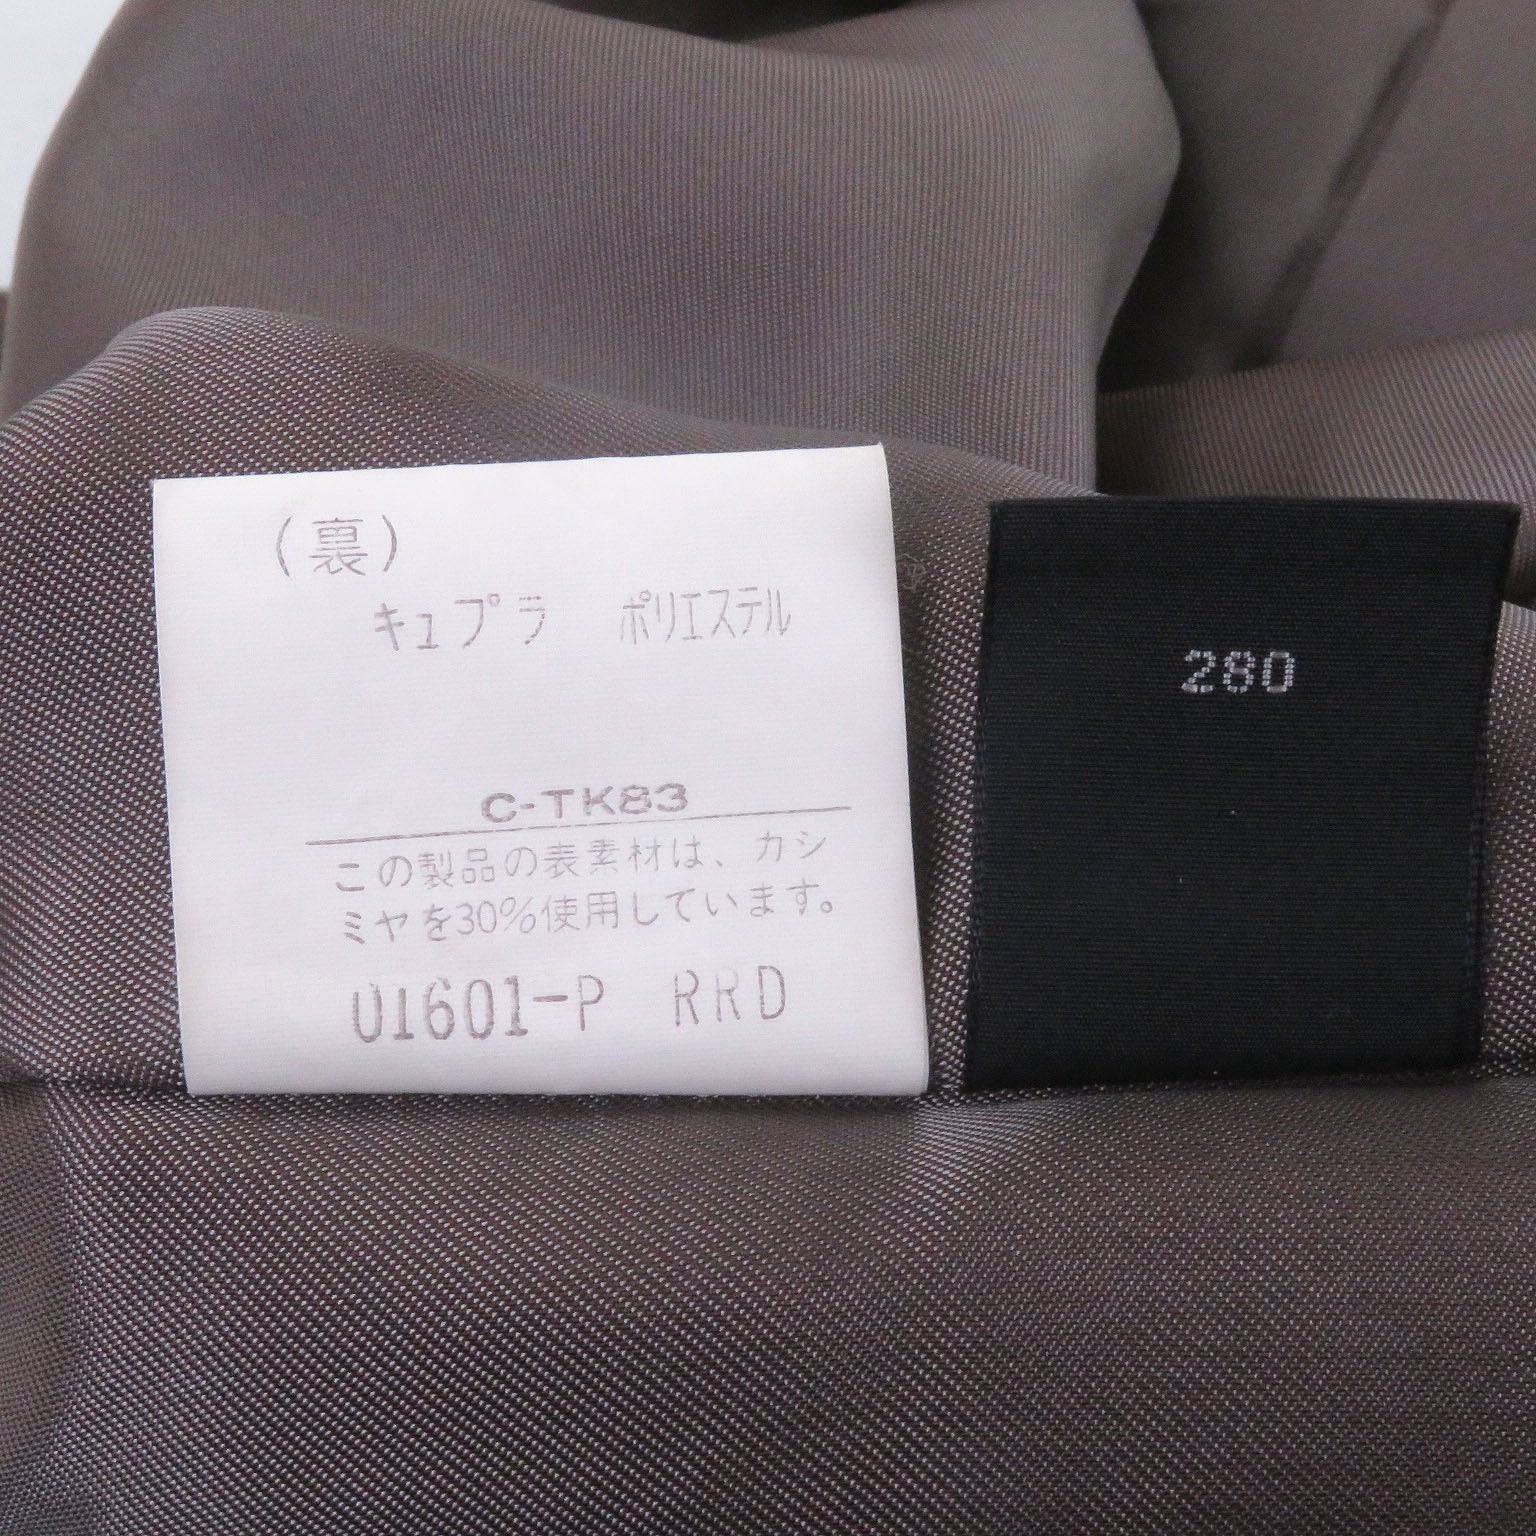 (裏)
キュプラ ポリエステル
C-TK83
この製品の表素材は、カシ
ミヤを30%使用しています。
U1601-P RRD
280